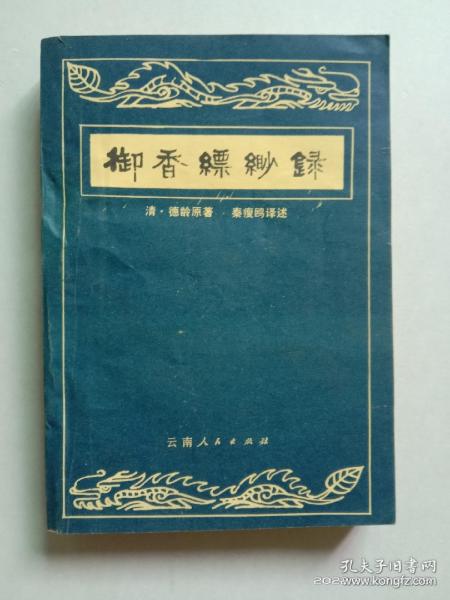 御香縹緲録
清·德龄原著 秦瘦鸥译述
云南人民出版社
孔夫子旧书网
www.kongfz.com